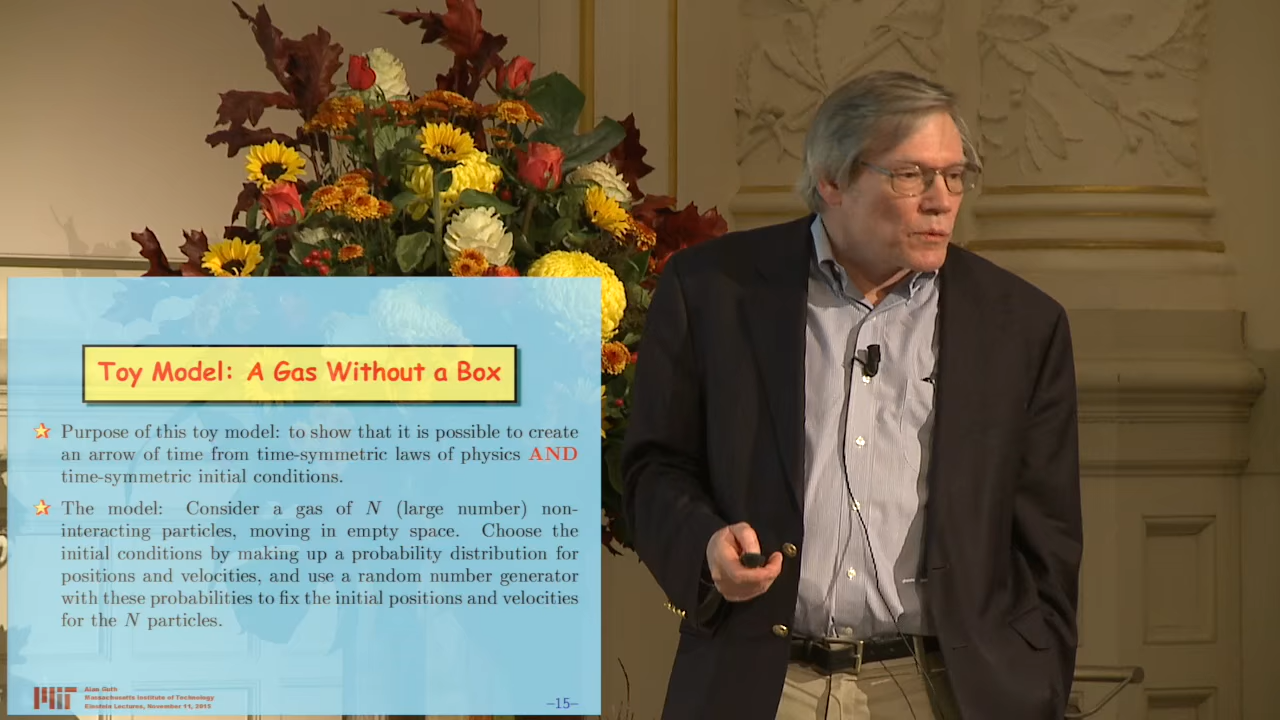 Toy Model: A Gas Without a Box
Purpose of this toy model: to show that it is possible to create
an arrow of time from time-symmetric laws of physics AND
time-symmetric initial conditions.
The model: Consider a gas of N (large number) non-
interacting particles, moving in empty space. Choose the
initial conditions by making up a probability distribution for
positions and velocities, and use a random number generator
with these probabilities to fix the initial positions and velocities
for the N particles.
MIT
Alan Guth
Massachusetts Institute of Technology
Einstein Lectures, November 11, 2015
–15–